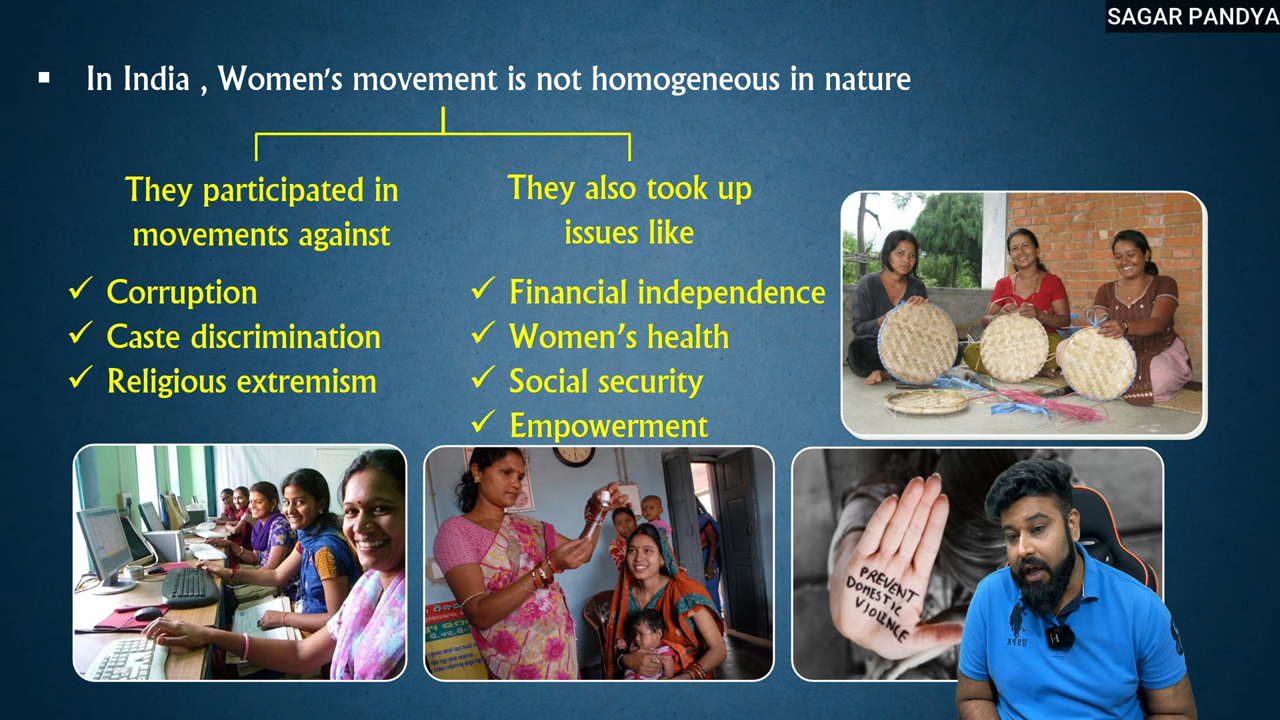 SAGAR PANDYA
▪ In India , Women's movement is not homogeneous in nature
They participated in
movements against
✓ Corruption
✓ Caste discrimination
✓ Religious extremism
They also took up
issues like
✓ Financial independence
✓ Women's health
✓ Social security
✓ Empowerment
PREVENT
DOMESTIC
VIOLENCE